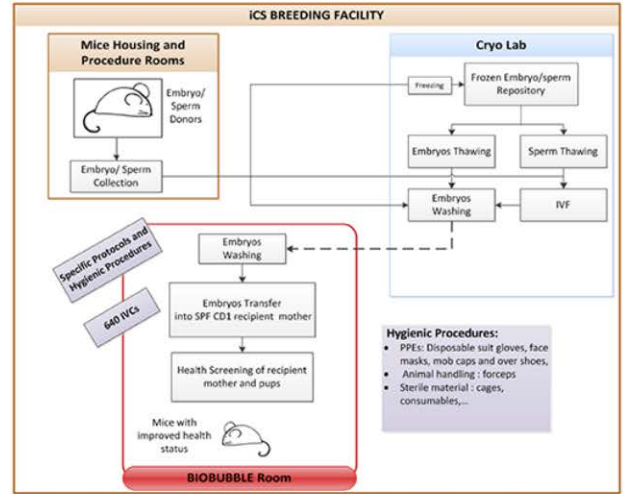 iCS BREEDING FACILITY
Mice Housing and
Procedure Rooms
Embryo/
Sperm
Donors
Embryo/ Sperm
Collection
Cryo Lab
Freezing
Frozen Embryo/sperm
Repository
Embryos Thawing
Sperm Thawing
Embryos
Washing
IVF
Specific Protocols and
Hygienic Procedures
640 IVCs
Embryos
Washing
Embryos Transfer
into SPF CD1 recipient mother
Health Screening of recipient
mother and pups
Mice with
improved health
status
BIOBUBBLE Room
Hygienic Procedures:
• PPEs: Disposable suit gloves, face
masks, mob caps and over shoes,
• Animal handling : forceps
• Sterile material : cages,
consumables,...